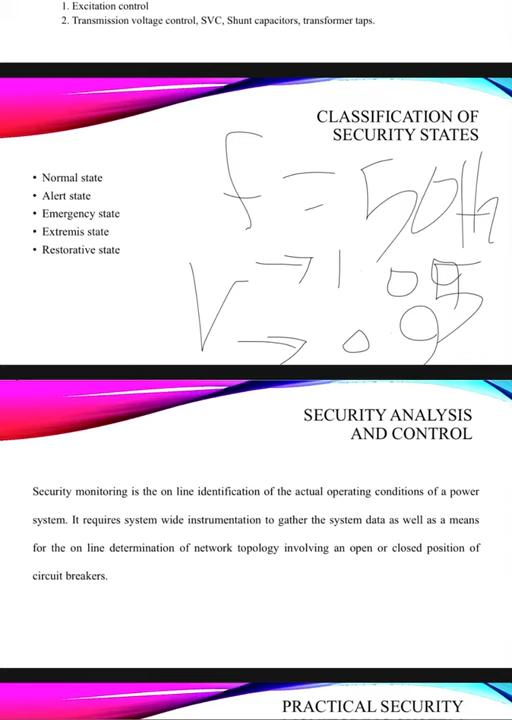 1. Excitation control
2. Transmission voltage control, SVC, Shunt capacitors, transformer taps.
CLASSIFICATION OF
SECURITY STATES
• Normal state
• Alert state
• Emergency state
• Extremis state
• Restorative state
f = 50
V → 1.05
→ 0.95
SECURITY ANALYSIS
AND CONTROL
Security monitoring is the on line identification of the actual operating conditions of a power
system. It requires system wide instrumentation to gather the system data as well as a means
for the on line determination of network topology involving an open or closed position of
circuit breakers.
PRACTICAL SECURITY